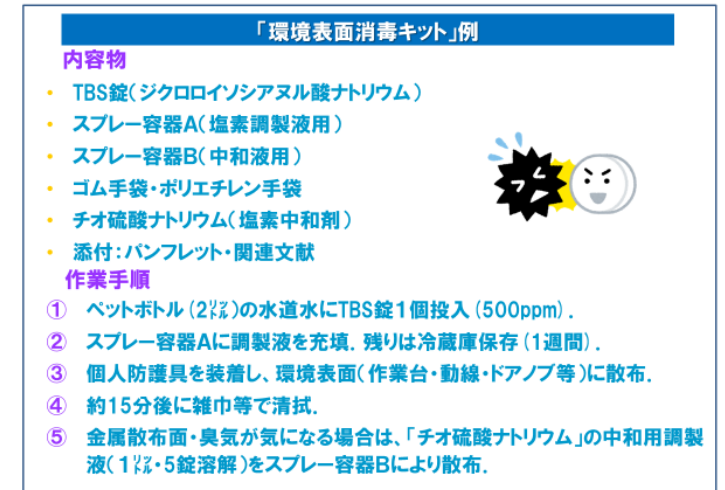 「環境表面消毒キット」例
内容物
・ TBS錠(ジクロロイソシアヌル酸ナトリウム)
・ スプレー容器A(塩素調製液用)
・ スプレー容器B(中和液用)
・ ゴム手袋・ポリエチレン手袋
・ チオ硫酸ナトリウム(塩素中和剤)
・ 添付:パンフレット・関連文献
作業手順
① ペットボトル(2㍑)の水道水にTBS錠1個投入(500ppm).
② スプレー容器Aに調製液を充填. 残りは冷蔵庫保存(1週間).
③ 個人防護具を装着し、環境表面(作業台・動線・ドアノブ等)に散布.
④ 約15分後に雑巾等で清拭.
⑤ 金属散布面・臭気が気になる場合は、「チオ硫酸ナトリウム」の中和用調製
液(1㍑・5錠溶解)をスプレー容器Bにより散布.